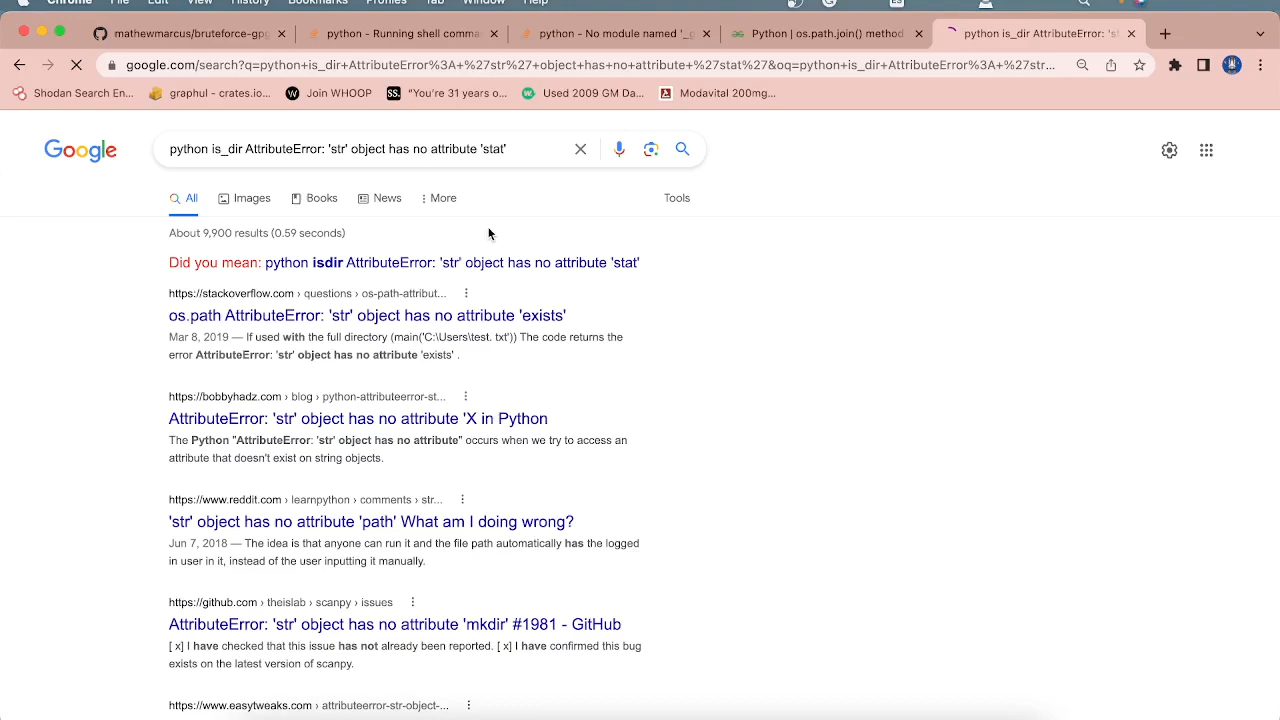 Chrome File Edit View History Bookmarks Profiles Tab Window Help
mathewmarcus/bruteforce-gpg python - Running shell comma python - No module named '_g Python | os.path.join() method python is_dir AttributeError: 's
google.com/search?q=python+is_dir+AttributeError%3A+%27str%27+object+has+no+attribute+%27stat%27&oq=python+is_dir+AttributeError%3A+%27str%27+str...
Shodan Search En... graphul - crates.io... Join WHOOP SS. "You're 31 years o... Used 2009 GM Da... Modavital 200mg...
Google
python is_dir AttributeError: 'str' object has no attribute 'stat'
All Images Books News More Tools
About 9,900 results (0.59 seconds)
Did you mean: python isdir AttributeError: 'str' object has no attribute 'stat'
https://stackoverflow.com › questions › os-path-attribut...
os.path AttributeError: 'str' object has no attribute 'exists'
Mar 8, 2019 — If used with the full directory (main('C:\Users\test. txt')) The code returns the
error AttributeError: 'str' object has no attribute 'exists' .
https://bobbyhadz.com › blog › python-attributeerror-st...
AttributeError: 'str' object has no attribute 'X in Python
The Python "AttributeError: 'str' object has no attribute" occurs when we try to access an
attribute that doesn't exist on string objects.
https://www.reddit.com › learnpython › comments › str...
'str' object has no attribute 'path' What am I doing wrong?
Jun 7, 2018 — The idea is that anyone can run it and the file path automatically has the logged
in user in it, instead of the user inputting it manually.
https://github.com › theislab › scanpy › issues
AttributeError: 'str' object has no attribute 'mkdir' #1981 - GitHub
[ x] I have checked that this issue has not already been reported. [ x] I have confirmed this bug
exists on the latest version of scanpy.
https://www.easytweaks.com › attributeerror-str-object-...